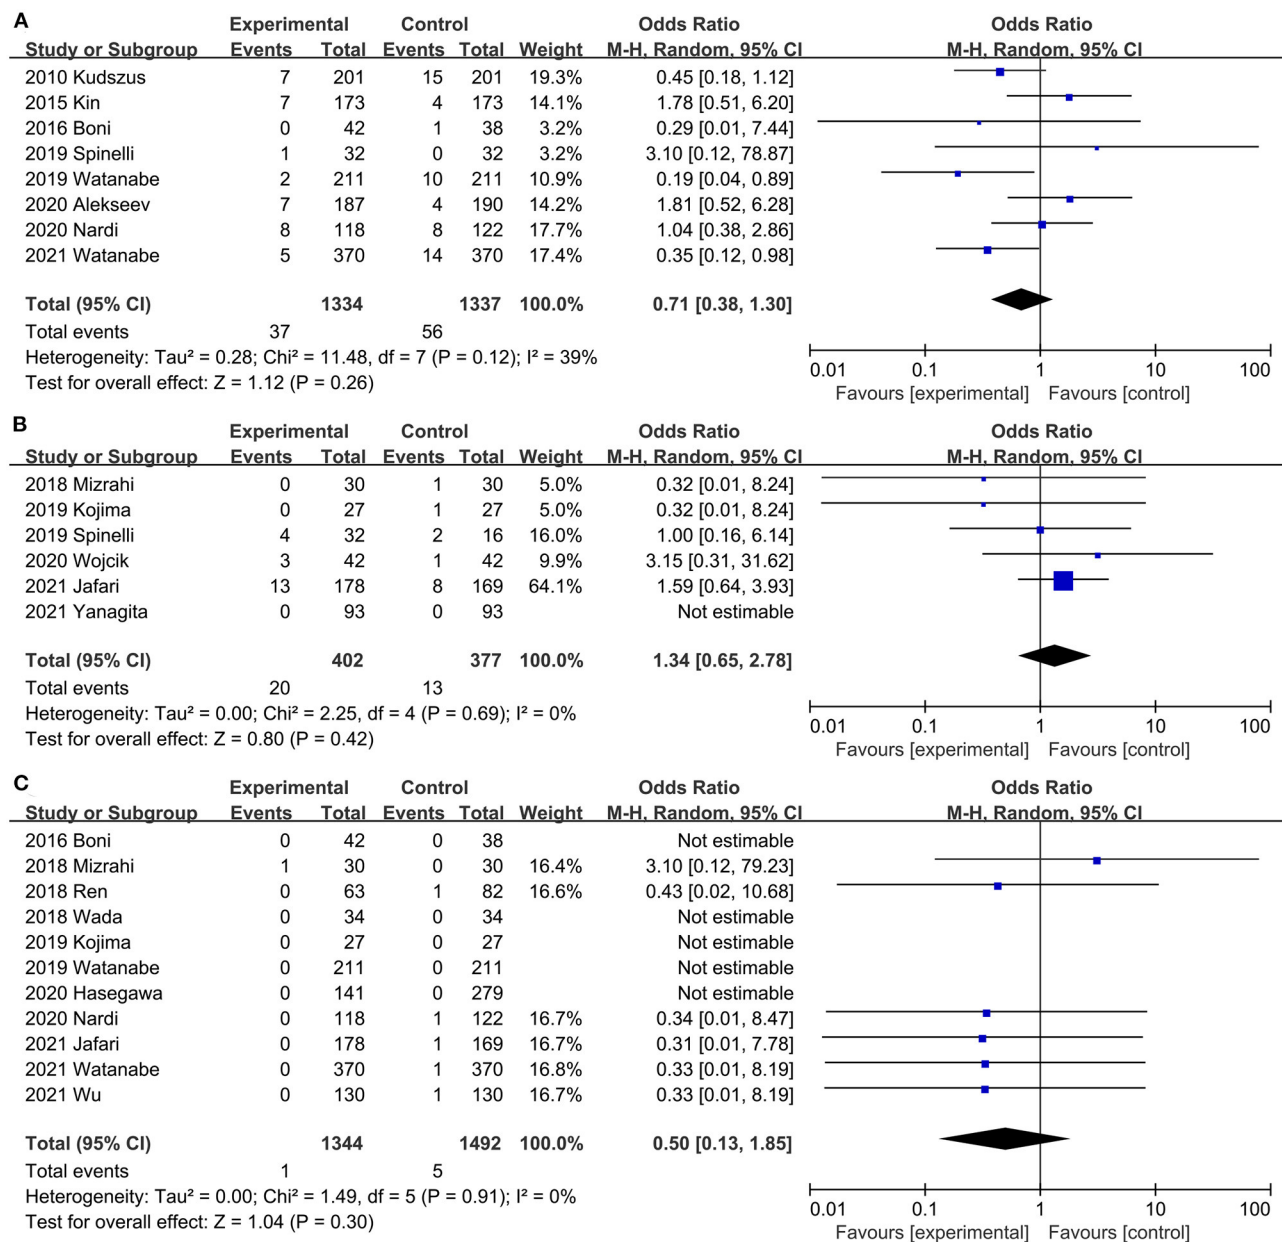 A
Experimental Control Odds Ratio Odds Ratio
Study or Subgroup Events Total Events Total Weight M-H, Random, 95% CI M-H, Random, 95% CI
2010 Kudszus 7 201 15 201 19.3% 0.45 [0.18, 1.12]
2015 Kin 7 173 4 173 14.1% 1.78 [0.51, 6.20]
2016 Boni 0 42 1 38 3.2% 0.29 [0.01, 7.44]
2019 Spinelli 1 32 0 32 3.2% 3.10 [0.12, 78.87]
2019 Watanabe 2 211 10 211 10.9% 0.19 [0.04, 0.89]
2020 Alekseev 7 187 4 190 14.2% 1.81 [0.52, 6.28]
2020 Nardi 8 118 8 122 17.7% 1.04 [0.38, 2.86]
2021 Watanabe 5 370 14 370 17.4% 0.35 [0.12, 0.98]
Total (95% CI) 1334 1337 100.0% 0.71 [0.38, 1.30]
Total events 37 56
Heterogeneity: Tau² = 0.28; Chi² = 11.48, df = 7 (P = 0.12); I² = 39%
Test for overall effect: Z = 1.12 (P = 0.26)
0.01 0.1 1 10 100
Favours [experimental] Favours [control]
B
Experimental Control Odds Ratio Odds Ratio
Study or Subgroup Events Total Events Total Weight M-H, Random, 95% CI M-H, Random, 95% CI
2018 Mizrahi 0 30 1 30 5.0% 0.32 [0.01, 8.24]
2019 Kojima 0 27 1 27 5.0% 0.32 [0.01, 8.24]
2019 Spinelli 4 32 2 16 16.0% 1.00 [0.16, 6.14]
2020 Wojcik 3 42 1 42 9.9% 3.15 [0.31, 31.62]
2021 Jafari 13 178 8 169 64.1% 1.59 [0.64, 3.93]
2021 Yanagita 0 93 0 93 Not estimable
Total (95% CI) 402 377 100.0% 1.34 [0.65, 2.78]
Total events 20 13
Heterogeneity: Tau² = 0.00; Chi² = 2.25, df = 4 (P = 0.69); I² = 0%
Test for overall effect: Z = 0.80 (P = 0.42)
0.01 0.1 1 10 100
Favours [experimental] Favours [control]
C
Experimental Control Odds Ratio Odds Ratio
Study or Subgroup Events Total Events Total Weight M-H, Random, 95% CI M-H, Random, 95% CI
2016 Boni 0 42 0 38 Not estimable
2018 Mizrahi 1 30 0 30 16.4% 3.10 [0.12, 79.23]
2018 Ren 0 63 1 82 16.6% 0.43 [0.02, 10.68]
2018 Wada 0 34 0 34 Not estimable
2019 Kojima 0 27 0 27 Not estimable
2019 Watanabe 0 211 0 211 Not estimable
2020 Hasegawa 0 141 0 279 Not estimable
2020 Nardi 0 118 1 122 16.7% 0.34 [0.01, 8.47]
2021 Jafari 0 178 1 169 16.7% 0.31 [0.01, 7.78]
2021 Watanabe 0 370 1 370 16.8% 0.33 [0.01, 8.19]
2021 Wu 0 130 1 130 16.7% 0.33 [0.01, 8.19]
Total (95% CI) 1344 1492 100.0% 0.50 [0.13, 1.85]
Total events 1 5
Heterogeneity: Tau² = 0.00; Chi² = 1.49, df = 5 (P = 0.91); I² = 0%
Test for overall effect: Z = 1.04 (P = 0.30)
0.01 0.1 1 10 100
Favours [experimental] Favours [control]